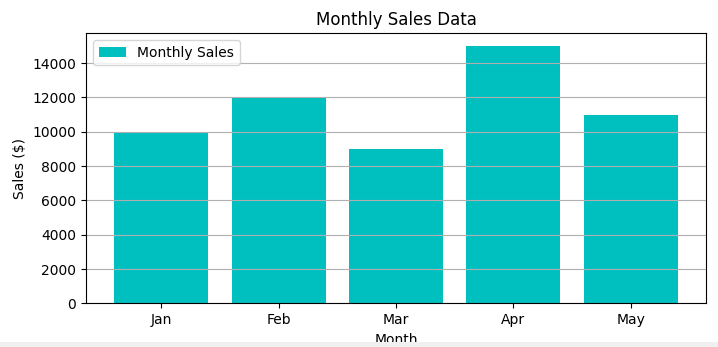 Monthly Sales Data
Monthly Sales
14000
12000
10000
8000
6000
4000
2000
0
Sales ($)
Jan Feb Mar Apr May
Month